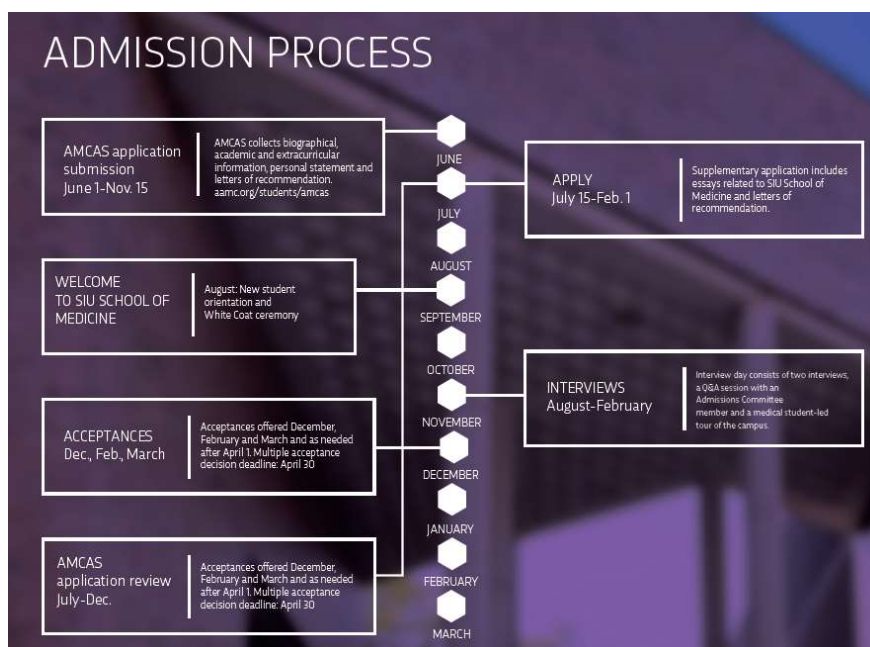 ADMISSION PROCESS
AMCAS application
submission
June 1-Nov. 15
AMCAS collects biographical,
academic and extracurricular
information, personal statement and
letters of recommendation.
aamc.org/students/amcas
JUNE
APPLY
July 15-Feb. 1
Supplementary application includes
essays related to SIU School of
Medicine and letters of
recommendation.
JULY
AUGUST
WELCOME
TO SIU SCHOOL OF
MEDICINE
August: New student
orientation and
White Coat ceremony
SEPTEMBER
OCTOBER
INTERVIEWS
August-February
Interview day consists of two interviews,
a Q&A session with an
Admissions Committee
member and a medical student-led
tour of the campus.
NOVEMBER
ACCEPTANCES
Dec., Feb., March
Acceptances offered December,
February and March and as needed
after April 1. Multiple acceptance
decision deadline: April 30
DECEMBER
JANUARY
AMCAS
application review
July-Dec.
Acceptances offered December,
February and March and as needed
after April 1. Multiple acceptance
decision deadline: April 30
FEBRUARY
MARCH